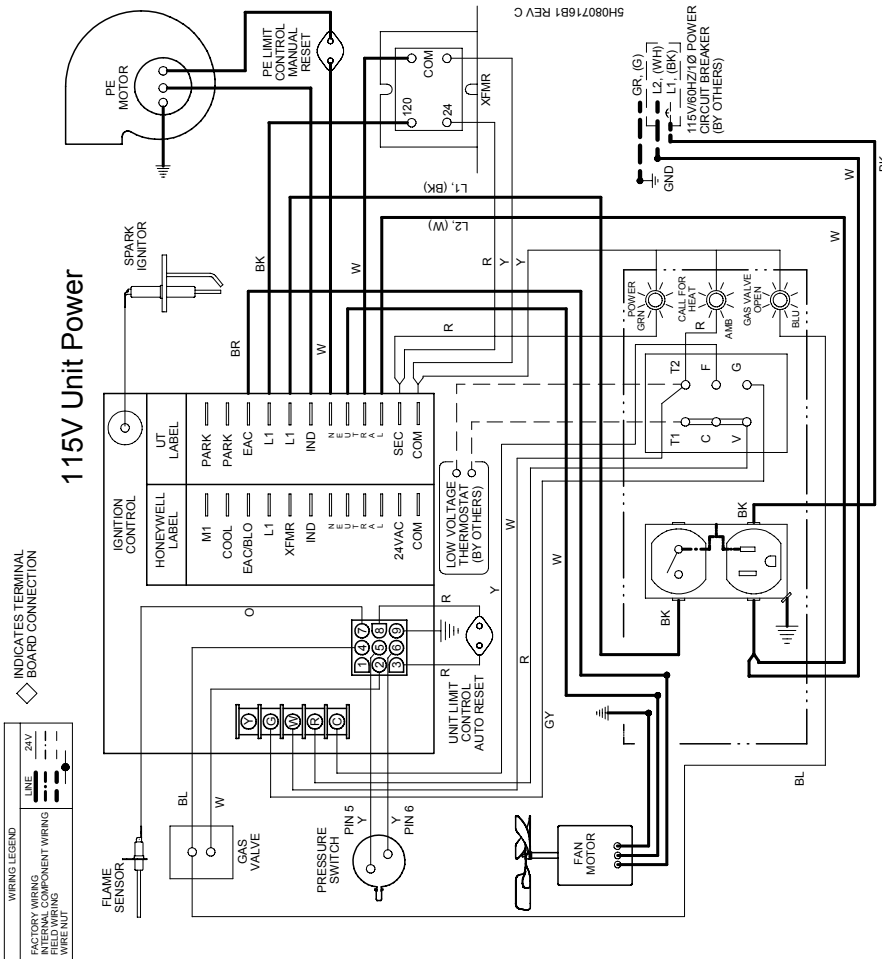 115V Unit Power
WIRING LEGEND
FACTORY WIRING
INTERNAL COMPONENT WIRING
FIELD WIRING
WIRE NUT
LINE
24V
INDICATES TERMINAL
BOARD CONNECTION
FLAME
SENSOR
GAS
VALVE
BL
W
PRESSURE
SWITCH
PIN 5
Y
Y
PIN 6
FAN
MOTOR
IGNITION
CONTROL
HONEYWELL
LABEL
UT
LABEL
M1
PARK
COOL
PARK
EAC/BLO
EAC
L1
L1
XFMR
L1
IND
IND
N
E
U
T
R
A
L
N
E
U
T
R
A
L
24VAC
SEC
COM
COM
O
1 4 7
2 5 8
3 6 9
Y
G
W
R
C
R
R
UNIT LIMIT
CONTROL
AUTO RESET
LOW VOLTAGE
THERMOSTAT
(BY OTHERS)
SPARK
IGNITOR
PE
MOTOR
PE LIMIT
CONTROL
MANUAL
RESET
120
COM
24
XFMR
5H080716B1 REV C
BK
W
BR
W
L1, (BK)
L2, (W)
R
Y
Y
R
GR, (G)
L2, (WH)
L1, (BK)
115V/60HZ/1Ø POWER
CIRCUIT BREAKER
(BY OTHERS)
GND
W
BK
W
POWER
GRN
CALL FOR
HEAT
R
AMB
GAS VALVE
OPEN
BLU
T1
T2
C
F
V
G
Y
W
W
R
GY
BK
BK
BL